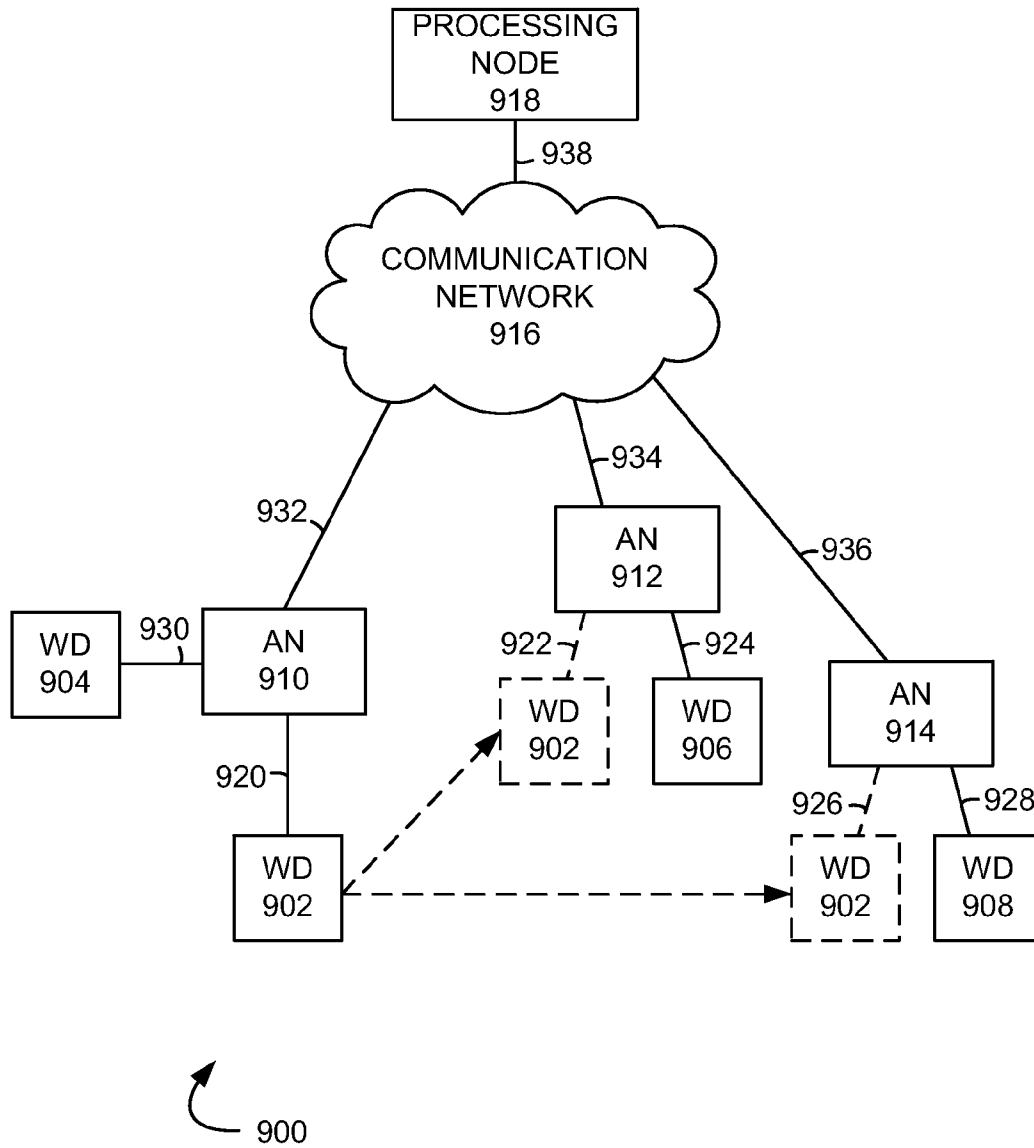 PROCESSING
NODE
918
938
COMMUNICATION
NETWORK
916
934
932
936
AN
912
WD
904
930
AN
910
922
924
AN
914
WD
902
WD
906
920
926
928
WD
902
WD
902
WD
908
900